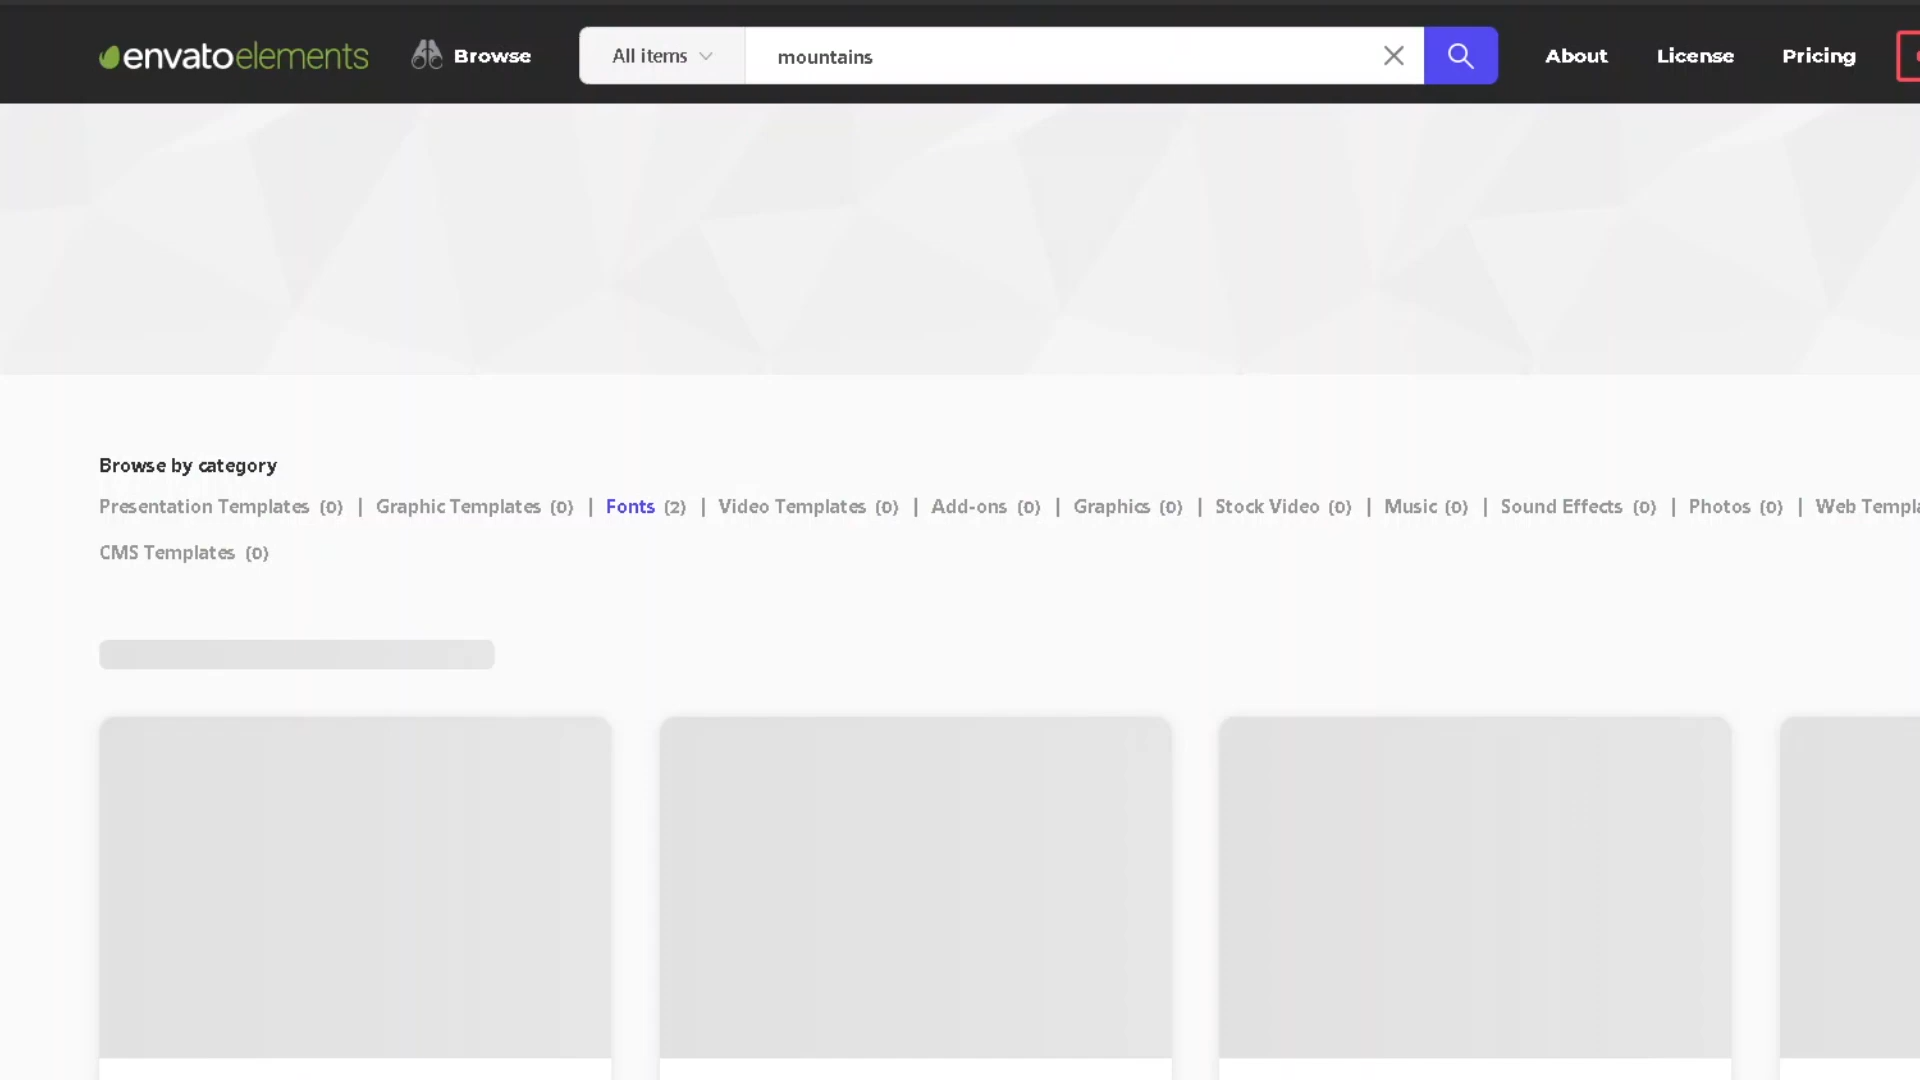 envatoelements Browse All items mountains About License Pricing
Browse by category
Presentation Templates (0) | Graphic Templates (0) | Fonts (2) | Video Templates (0) | Add-ons (0) | Graphics (0) | Stock Video (0) | Music (0) | Sound Effects (0) | Photos (0) | Web Templa
CMS Templates (0)